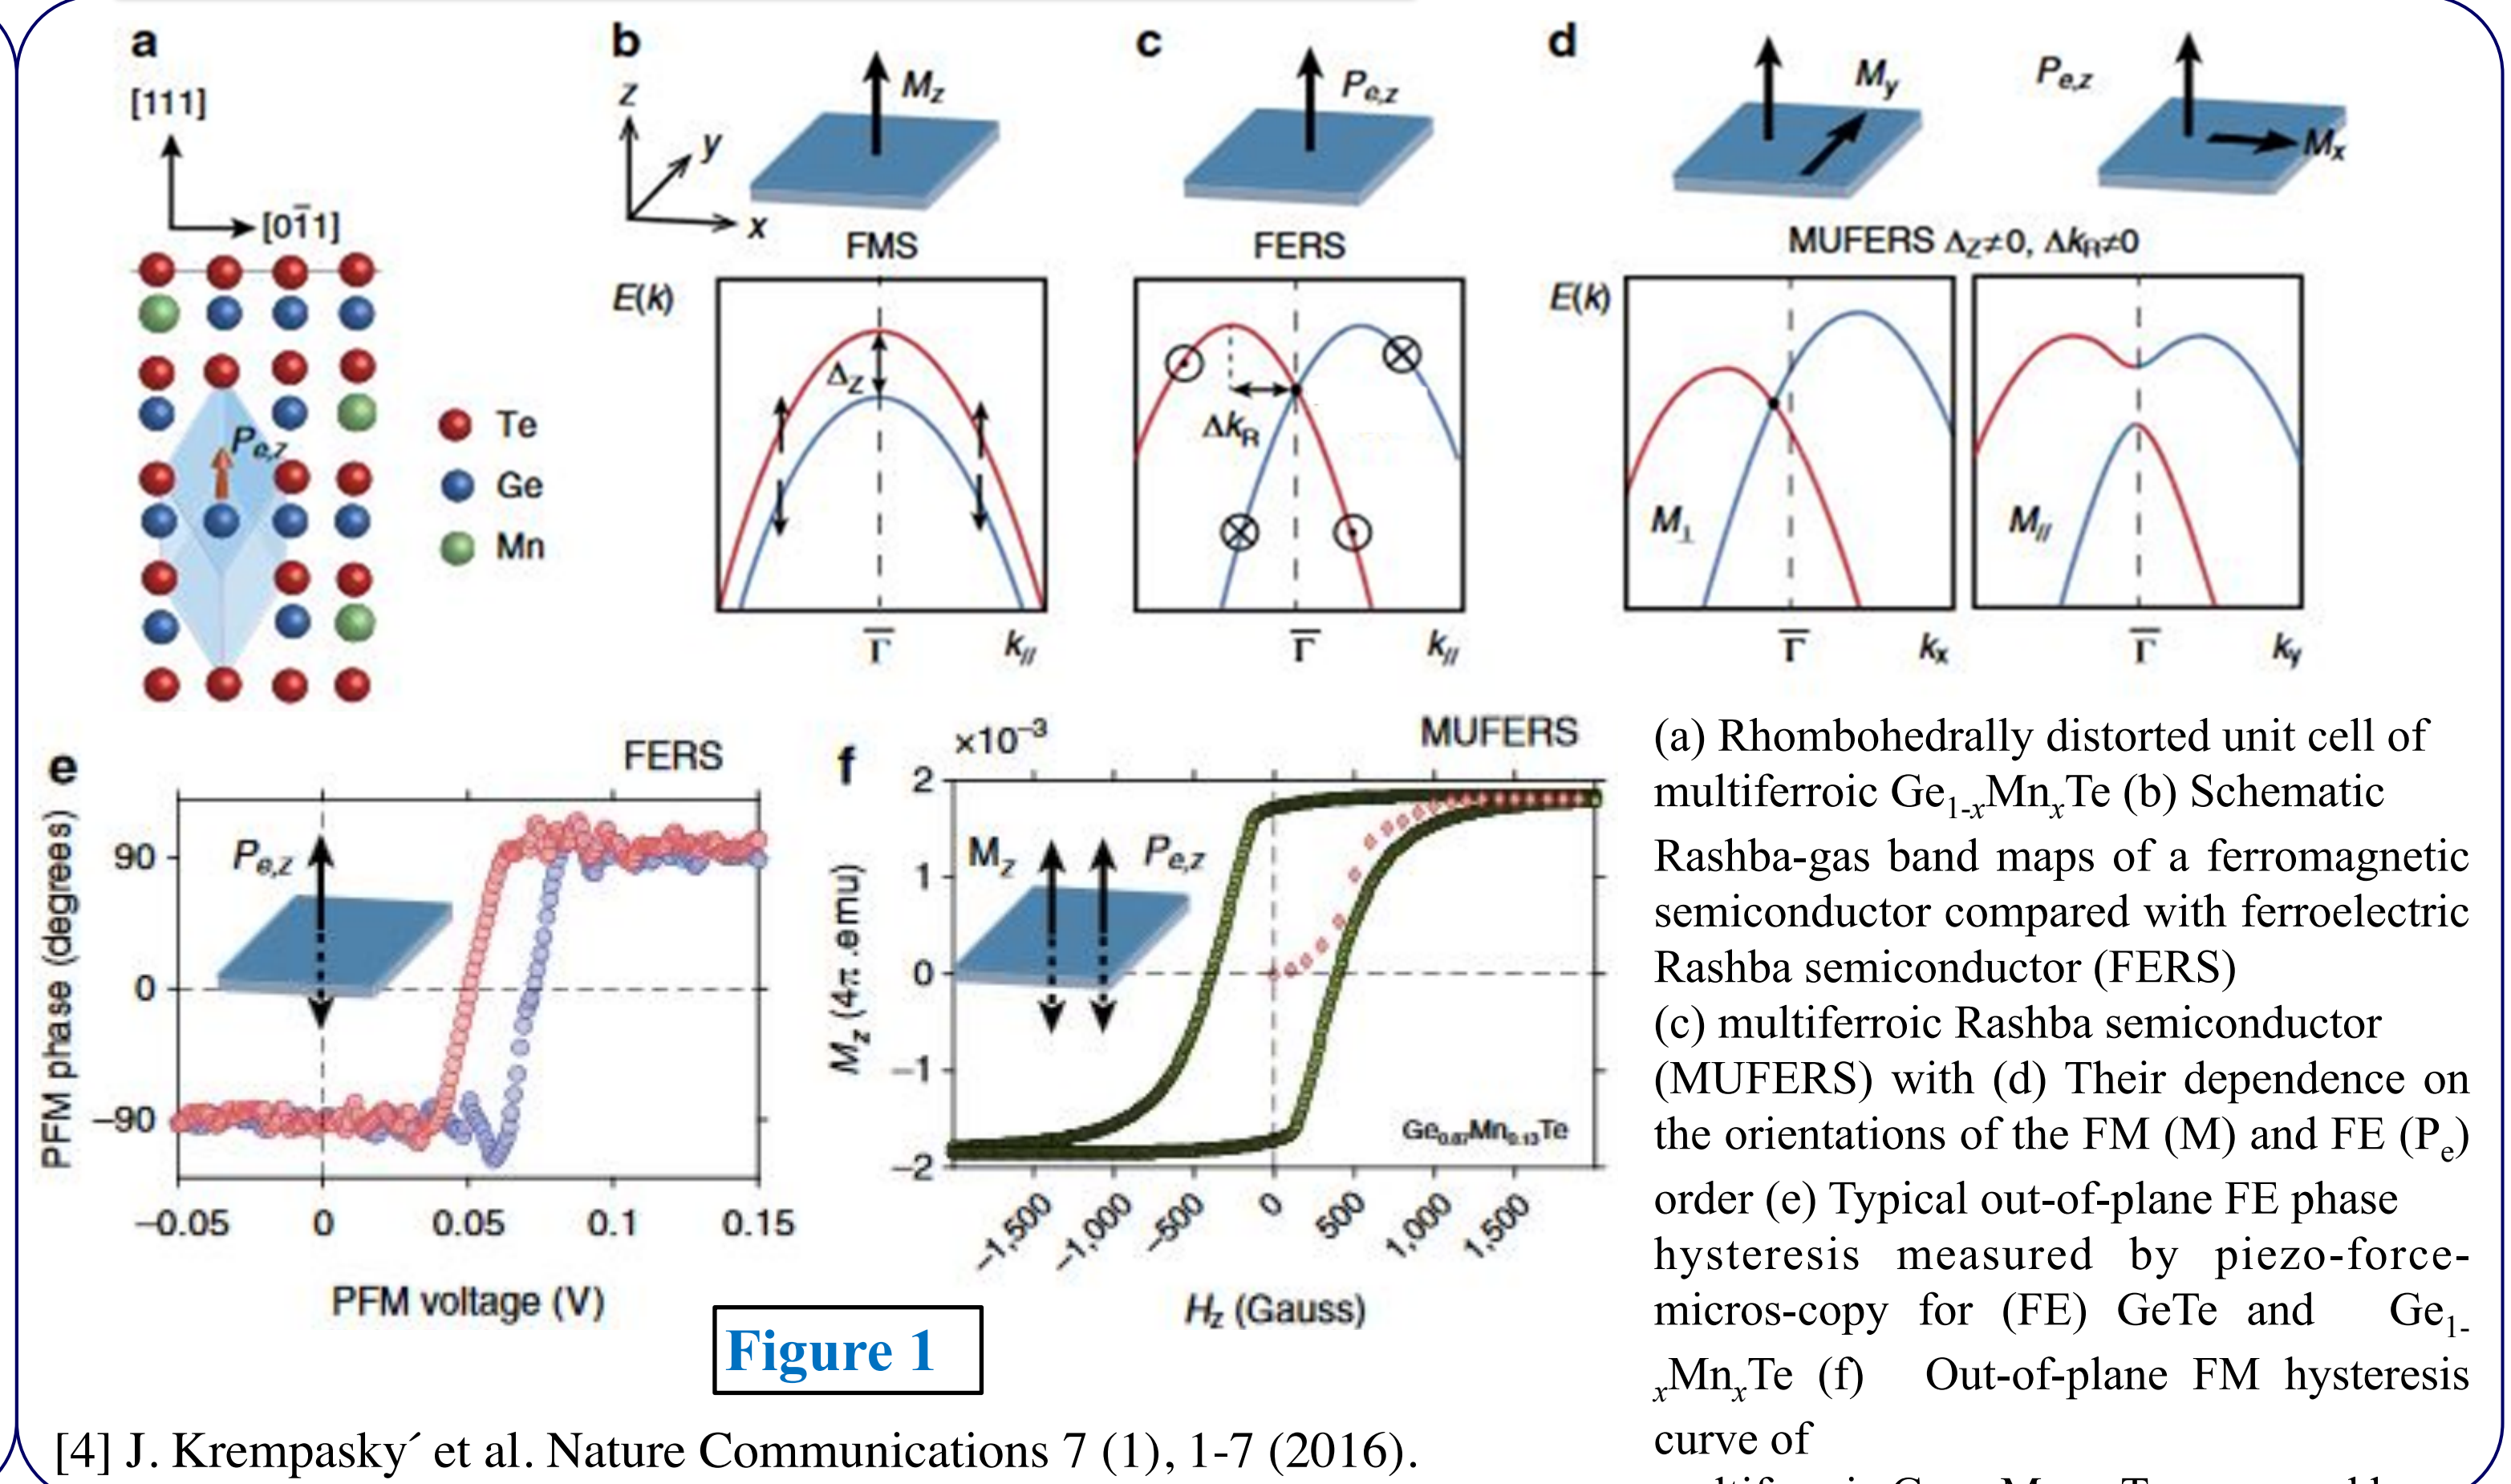 a
[111]
[01̅1]
P_e,z
Te
Ge
Mn
b
z
y
x
M_z
FMS
E(k)
Δ_Z
Γ̅
k_//
c
P_e,z
FERS
Δk_R
Γ̅
k_//
d
M_y
P_e,z
M_x
MUFERS Δ_Z≠0, Δk_R≠0
E(k)
M_⊥
Γ̅
k_x
M_//
Γ̅
k_y
e
FERS
PFM phase (degrees)
90
0
−90
P_e,z
−0.05 0 0.05 0.1 0.15
PFM voltage (V)
f
×10⁻³
MUFERS
M_z (4π .emu)
2
1
0
−1
−2
M_z
P_e,z
Ge₀.₈₇Mn₀.₁₃Te
−1,500 −1,000 −500 0 500 1,000 1,500
H_z (Gauss)
Figure 1
(a) Rhombohedrally distorted unit cell of
multiferroic Ge_1-xMn_xTe (b) Schematic
Rashba-gas band maps of a ferromagnetic
semiconductor compared with ferroelectric
Rashba semiconductor (FERS)
(c) multiferroic Rashba semiconductor
(MUFERS) with (d) Their dependence on
the orientations of the FM (M) and FE (P_e)
order (e) Typical out-of-plane FE phase
hysteresis measured by piezo-force-
micros-copy for (FE) GeTe and Ge_1-
_xMn_xTe (f) Out-of-plane FM hysteresis
curve of
[4] J. Krempasky´ et al. Nature Communications 7 (1), 1-7 (2016).